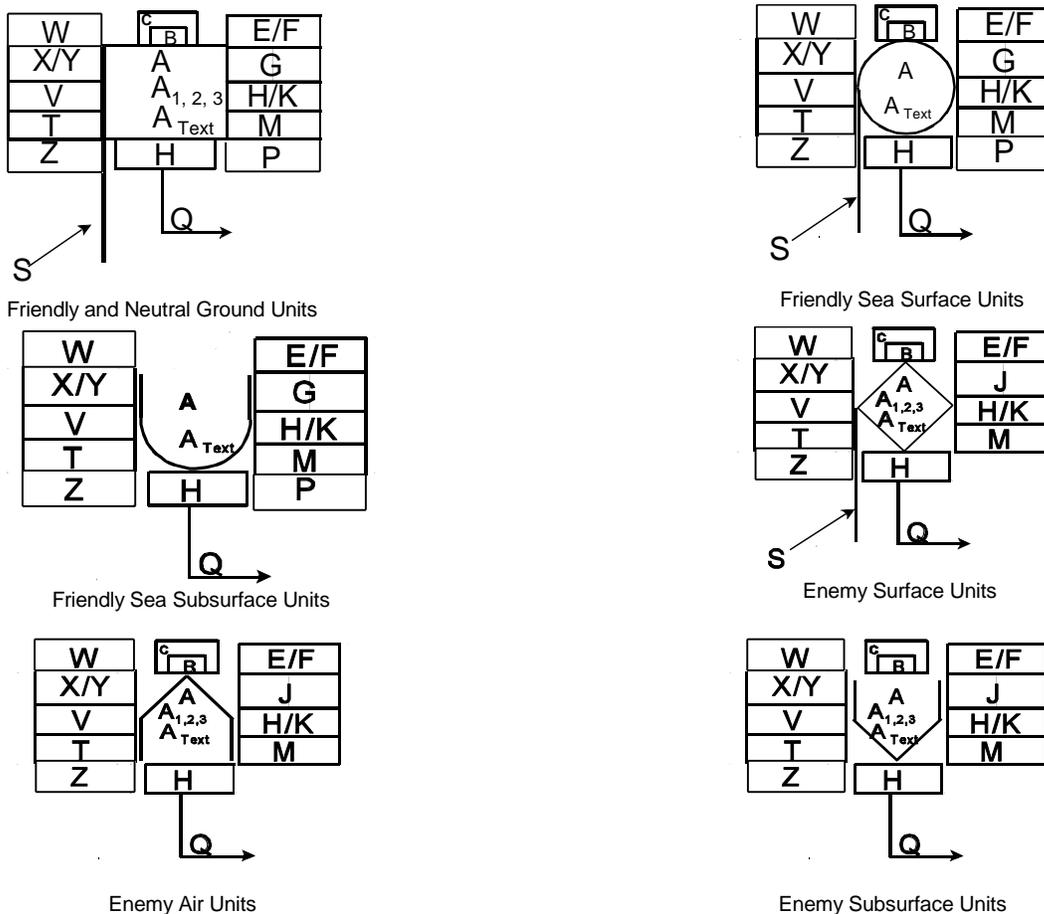 W
C
B
E/F
X/Y
A
G
V
A1, 2, 3
H/K
T
A Text
M
Z
H
P
Q
S
Friendly and Neutral Ground Units
W
C
B
E/F
X/Y
A
G
V
H/K
T
A Text
M
Z
H
P
Q
S
Friendly Sea Surface Units
W
E/F
X/Y
A
G
V
A Text
H/K
T
M
Z
H
P
Q
Friendly Sea Subsurface Units
W
C
B
E/F
X/Y
A
J
V
A1,2,3
H/K
T
A Text
M
Z
H
Q
S
Enemy Surface Units
W
C
B
E/F
X/Y
A
J
V
A1,2,3
H/K
T
A Text
M
Z
H
Q
Enemy Air Units
W
C
B
E/F
X/Y
A
J
V
A1,2,3
H/K
T
A Text
M
Z
H
Q
Enemy Subsurface Units